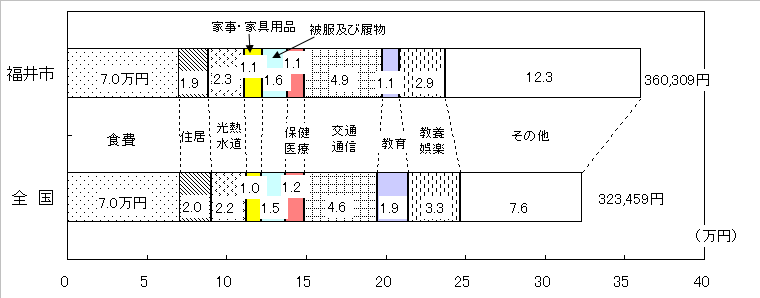 家事・家具用品
被服及び履物
福井市
7.0万円
1.9
2.3
1.1
1.6
1.1
4.9
1.1
2.9
12.3
360,309円
食費
住居
光熱
水道
保健
医療
交通
通信
教育
教養
娯楽
その他
全 国
7.0万円
2.0
2.2
1.0
1.5
1.2
4.6
1.9
3.3
7.6
323,459円
(万円)
0 5 10 15 20 25 30 35 40